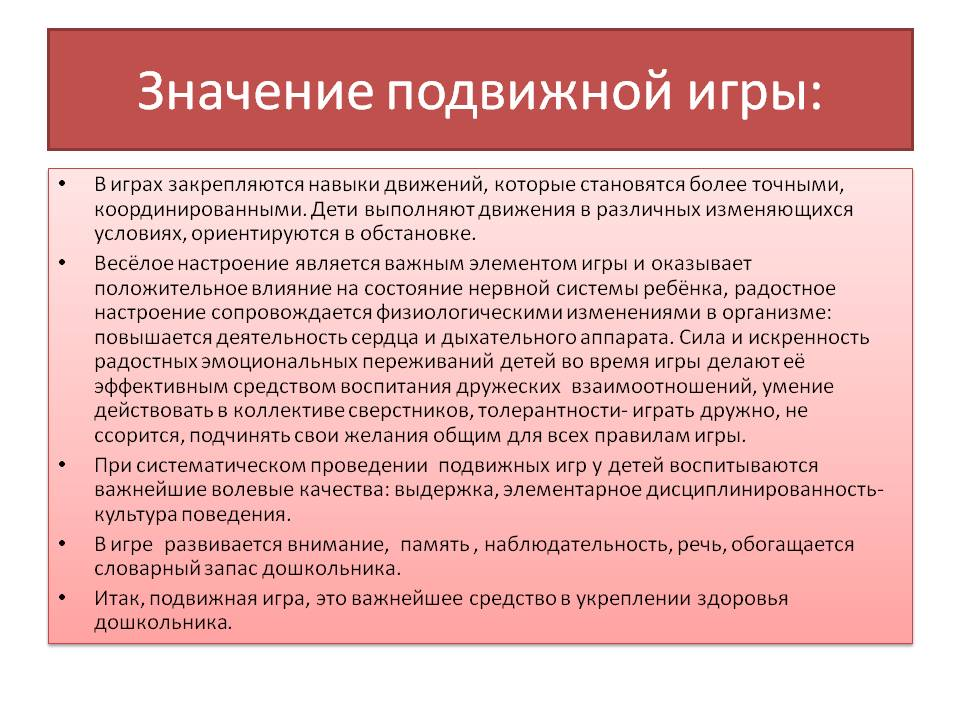 Значение подвижной игры:
• В играх закрепляются навыки движений, которые становятся более точными,
координированными. Дети выполняют движения в различных изменяющихся
условиях, ориентируются в обстановке.
• Весёлое настроение является важным элементом игры и оказывает
положительное влияние на состояние нервной системы ребёнка, радостное
настроение сопровождается физиологическими изменениями в организме:
повышается деятельность сердца и дыхательного аппарата. Сила и искренность
радостных эмоциональных переживаний детей во время игры делают её
эффективным средством воспитания дружеских  взаимоотношений, умение
действовать в коллективе сверстников, толерантности- играть дружно, не
ссорится, подчинять свои желания общим для всех правилам игры.
• При систематическом проведении  подвижных игр у детей воспитываются
важнейшие волевые качества: выдержка, элементарное дисциплинированность-
культура поведения.
• В игре  развивается внимание,  память , наблюдательность, речь, обогащается
словарный запас дошкольника.
• Итак, подвижная игра, это важнейшее средство в укреплении здоровья
дошкольника.